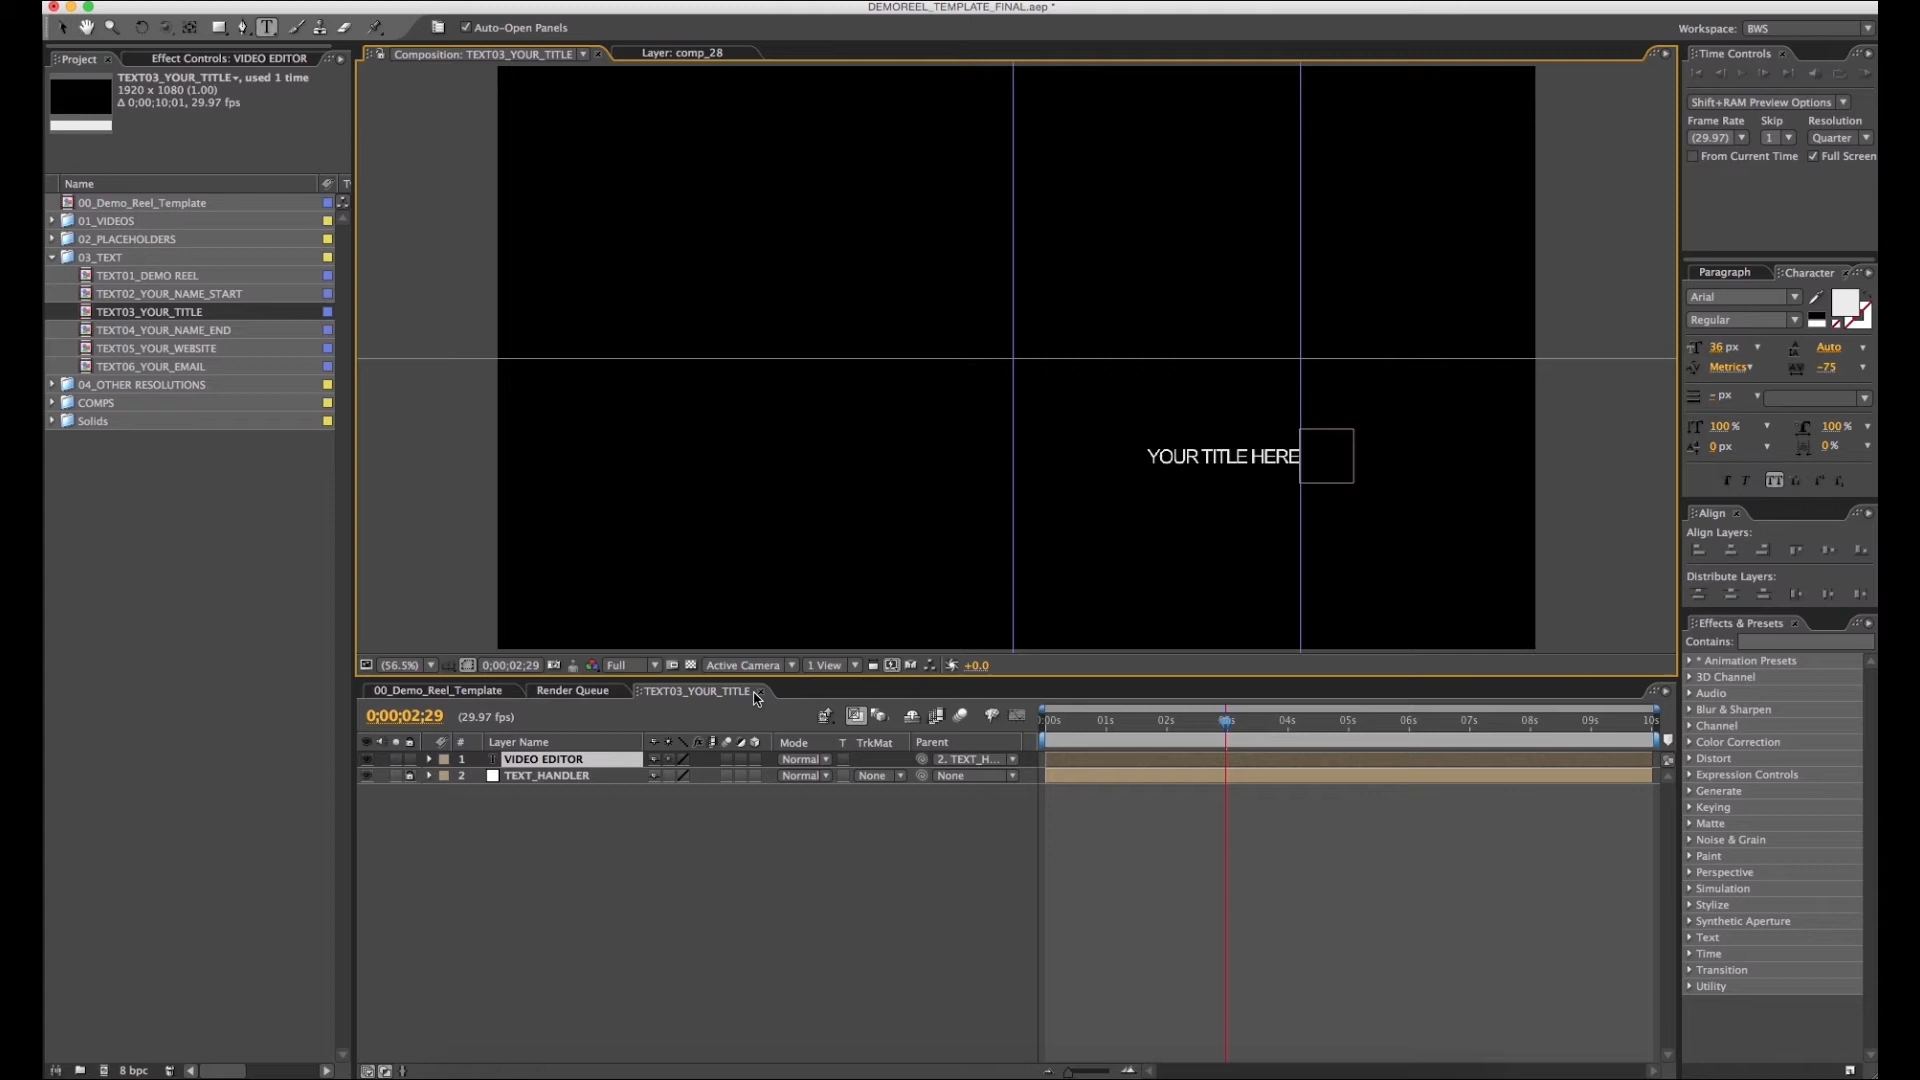 DEMOREEL_TEMPLATE_FINAL.aep *
Auto-Open Panels
Workspace: BWS
Project
Effect Controls: VIDEO EDITOR
TEXT03_YOUR_TITLE, used 1 time
1920 x 1080 (1.00)
Δ 0;00;10;01, 29.97 fps
Name
00_Demo_Reel_Template
01_VIDEOS
02_PLACEHOLDERS
03_TEXT
TEXT01_DEMO REEL
TEXT02_YOUR_NAME_START
TEXT03_YOUR_TITLE
TEXT04_YOUR_NAME_END
TEXT05_YOUR_WEBSITE
TEXT06_YOUR_EMAIL
04_OTHER RESOLUTIONS
COMPS
Solids
8 bpc
Composition: TEXT03_YOUR_TITLE
Layer: comp_28
YOUR TITLE HERE
(56.5%)
0;00;02;29
Full
Active Camera
1 View
+0.0
00_Demo_Reel_Template
Render Queue
TEXT03_YOUR_TITLE
0;00;02;29
(29.97 fps)
#
Layer Name
Mode
T
TrkMat
Parent
1
VIDEO EDITOR
Normal
2. TEXT_H...
2
TEXT_HANDLER
Normal
None
None
:00s
01s
02s
04s
05s
06s
07s
08s
09s
10s
Time Controls
Shift+RAM Preview Options
Frame Rate
Skip
Resolution
(29.97)
1
Quarter
From Current Time
Full Screen
Paragraph
Character
Arial
Regular
36 px
Auto
Metrics
-75
- px
100 %
100 %
0 px
0 %
Align
Align Layers:
Distribute Layers:
Effects & Presets
Contains:
* Animation Presets
3D Channel
Audio
Blur & Sharpen
Channel
Color Correction
Distort
Expression Controls
Generate
Keying
Matte
Noise & Grain
Paint
Perspective
Simulation
Stylize
Synthetic Aperture
Text
Time
Transition
Utility